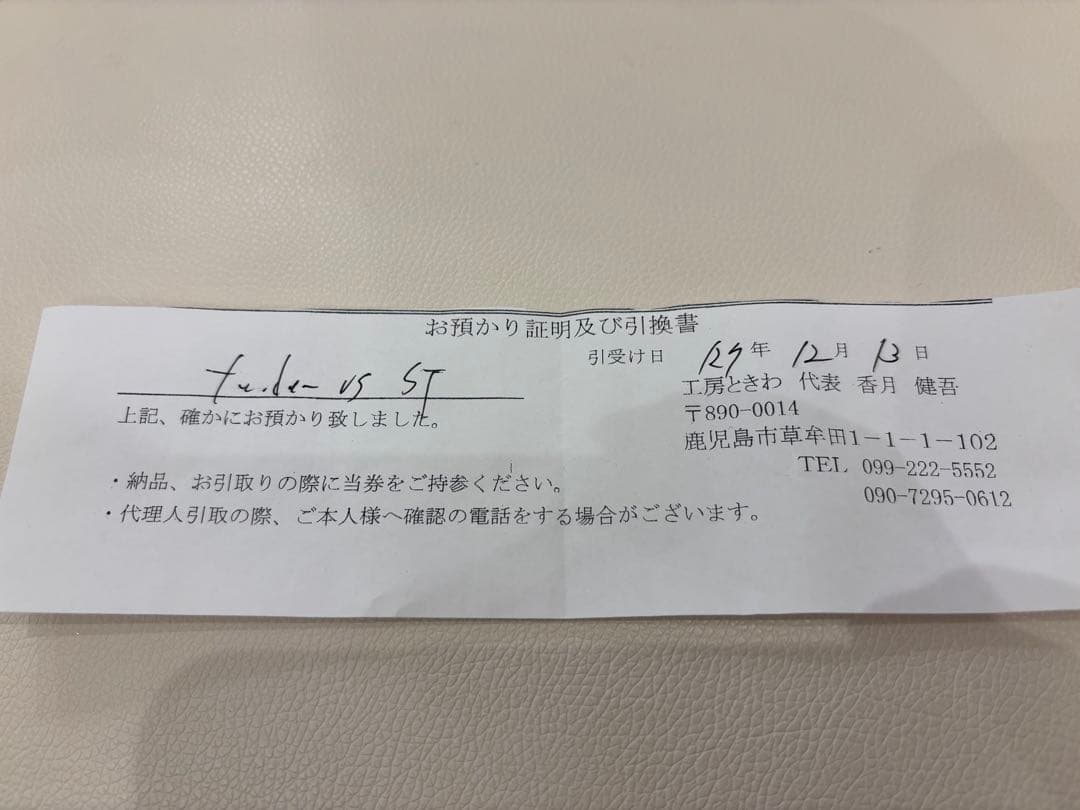 お預かり証明及び引換書
引受け日 年 12月 13日
vs ST
工房ときわ 代表 香月 健吾
上記、確かにお預かり致しました。
〒890-0014
鹿児島市草牟田1-1-1-102
TEL 099-222-5552
090-7295-0612
・納品、お引取りの際に当券をご持参ください。
・代理人引取の際、ご本人様へ確認の電話をする場合がございます。